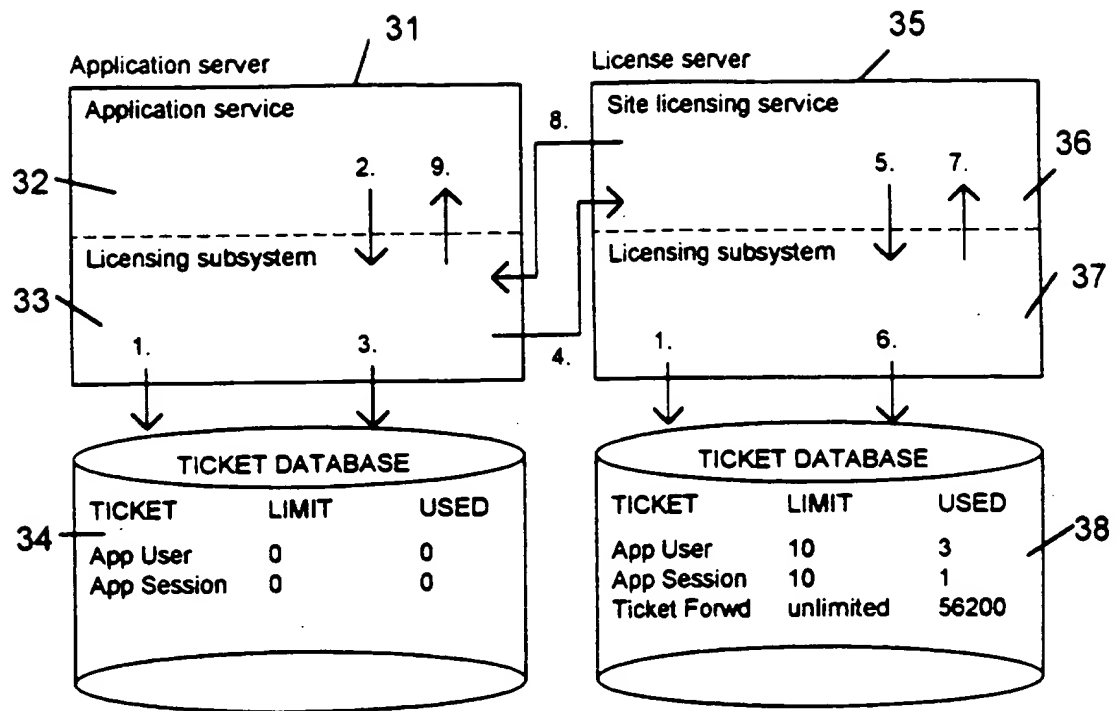 31
35
Application server
License server
Application service
Site licensing service
8.
32
2.
9.
5.
7.
36
Licensing subsystem
Licensing subsystem
33
37
1.
3.
4.
1.
6.
TICKET DATABASE
TICKET LIMIT USED
34
App User 0 0
App Session 0 0
TICKET DATABASE
TICKET LIMIT USED
38
App User 10 3
App Session 10 1
Ticket Forwd unlimited 56200